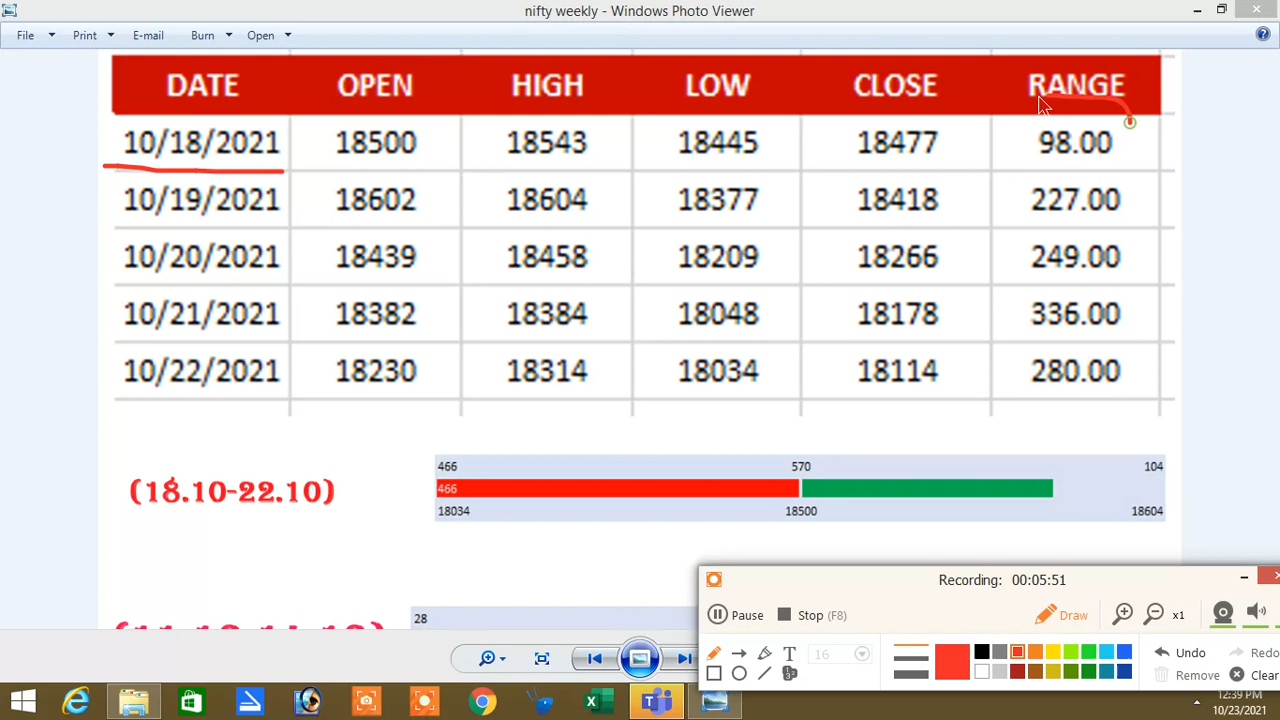 nifty weekly - Windows Photo Viewer
File Print E-mail Burn Open
DATE OPEN HIGH LOW CLOSE RANGE
10/18/2021 18500 18543 18445 18477 98.00
10/19/2021 18602 18604 18377 18418 227.00
10/20/2021 18439 18458 18209 18266 249.00
10/21/2021 18382 18384 18048 18178 336.00
10/22/2021 18230 18314 18034 18114 280.00
466 570 104
(18.10-22.10) 466
18034 18500 18604
Recording: 00:05:51
28
Pause Stop (F8) Draw x1
T 16 Undo Redo
Remove Clear
12:39 PM
10/23/2021